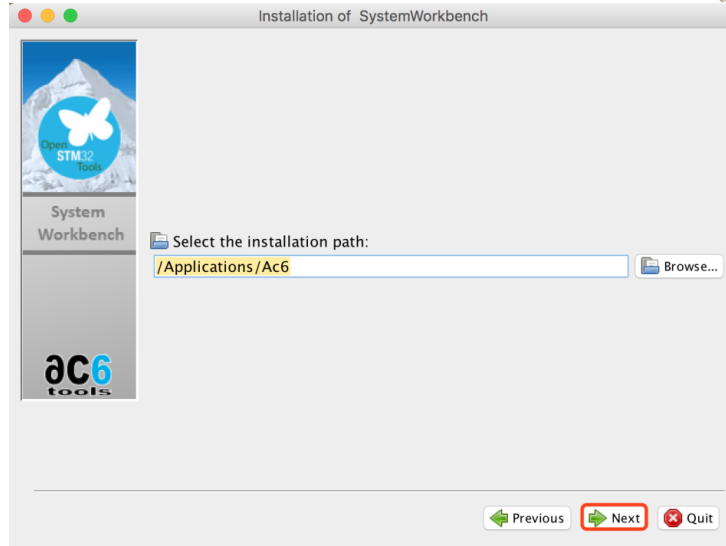 Installation of SystemWorkbench
Open
STM32
Tools
System
Workbench
Select the installation path:
/Applications/Ac6
Browse...
ac6
tools
Previous
Next
Quit